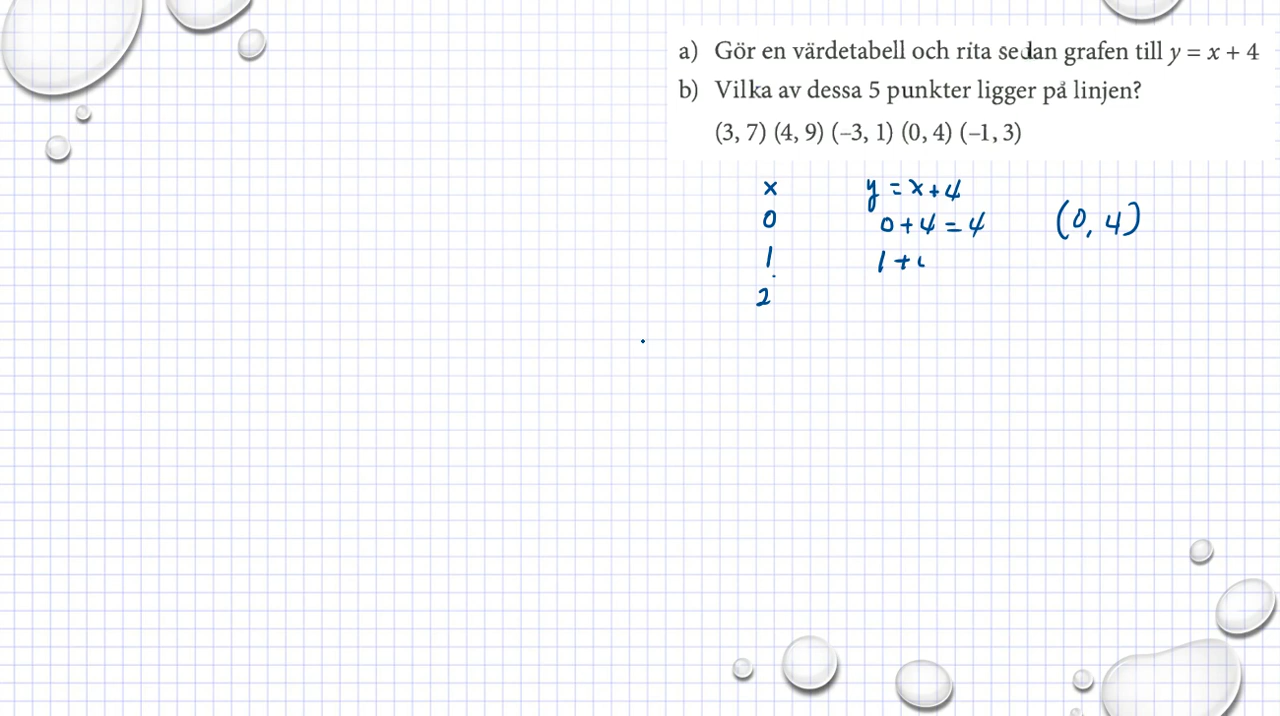 a) Gör en värdetabell och rita sedan grafen till y = x + 4
b) Vilka av dessa 5 punkter ligger på linjen?
(3, 7) (4, 9) (–3, 1) (0, 4) (–1, 3)
x y = x + 4
0 0 + 4 = 4 (0, 4)
1 1 +
2